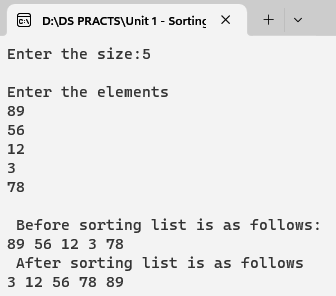 D:\DS PRACTS\Unit 1 - Sorting
Enter the size:5
Enter the elements
89
56
12
3
78
Before sorting list is as follows:
89 56 12 3 78
After sorting list is as follows
3 12 56 78 89